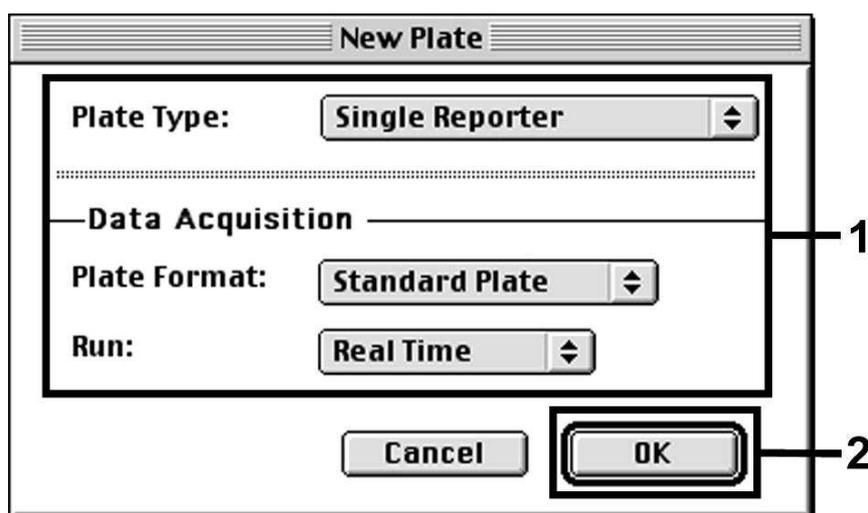 New Plate
Plate Type: Single Reporter
Data Acquisition
1
Plate Format: Standard Plate
Run: Real Time
Cancel OK 2